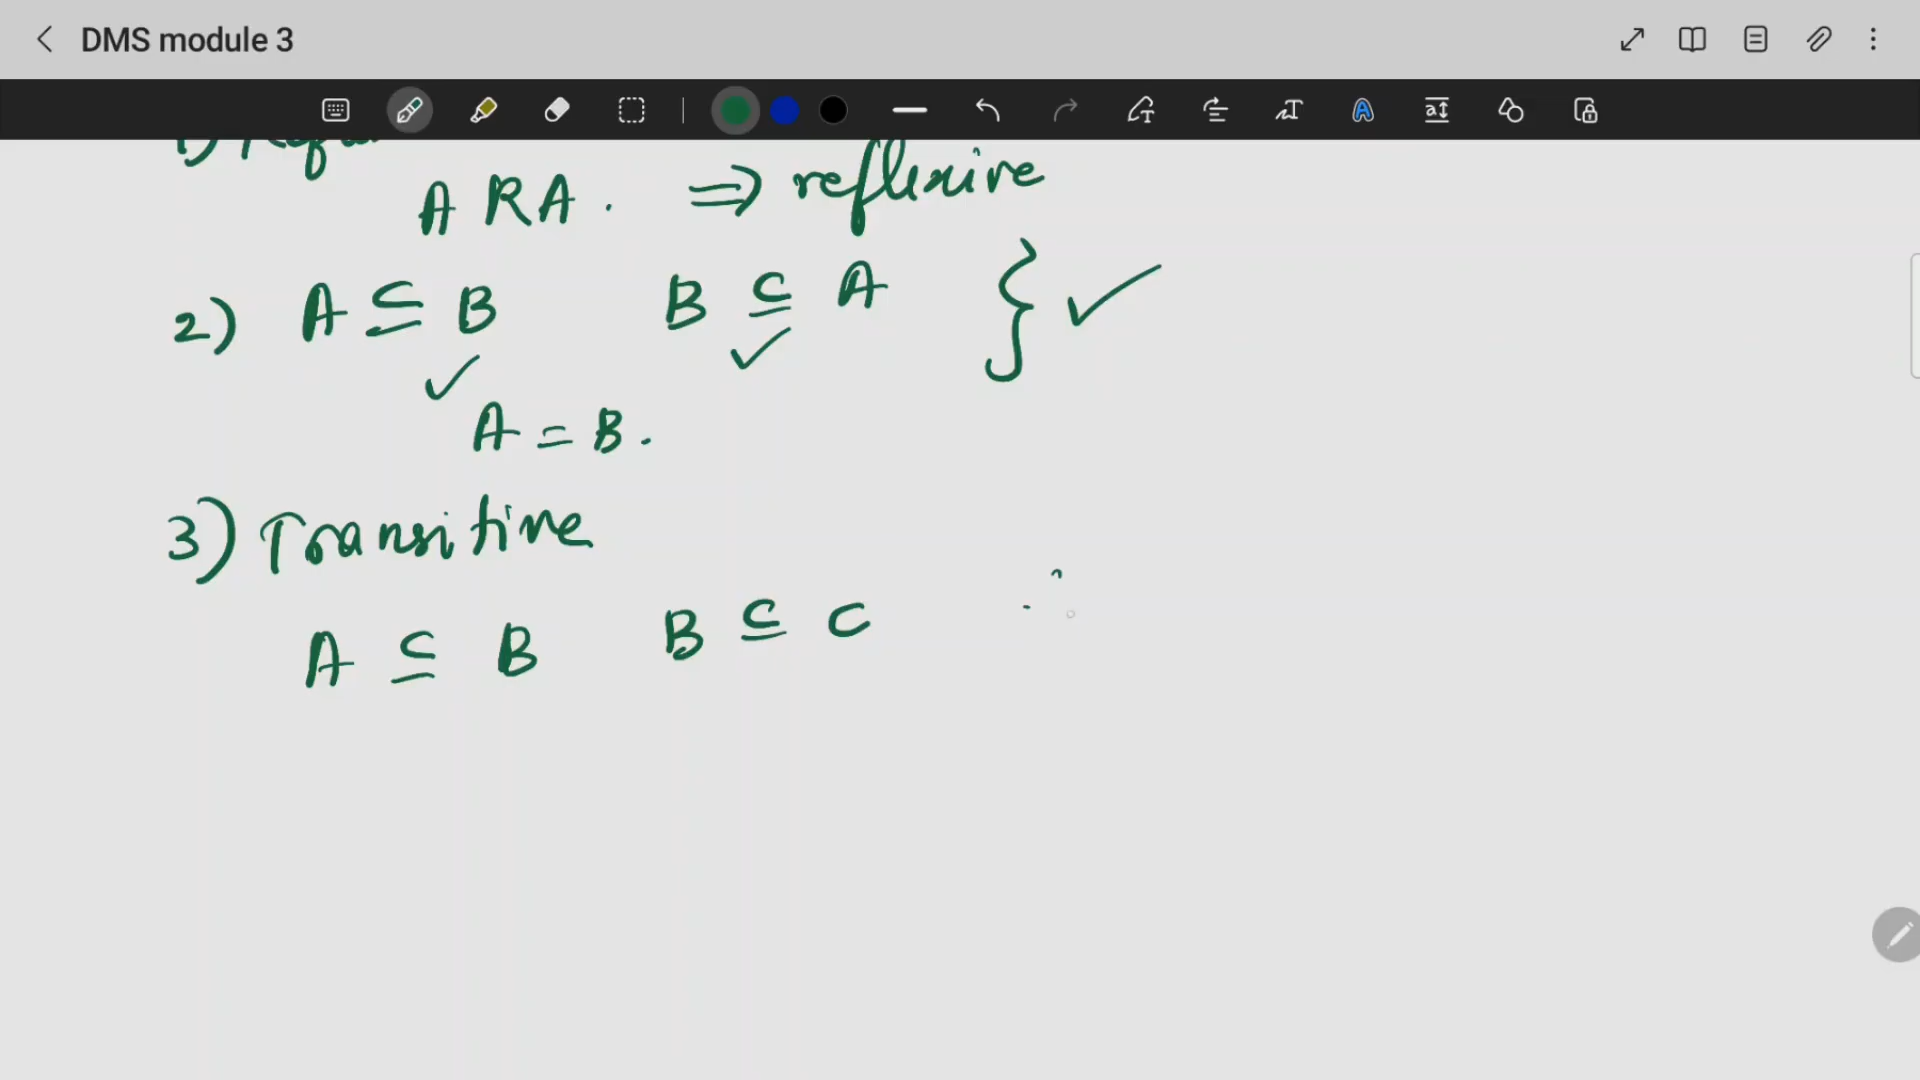 DMS module 3
A R A . ⇒ reflexive
2) A ⊆ B B ⊆ A } ✓
✓ ✓
A = B .
3) Transitive
A ⊆ B B ⊆ C